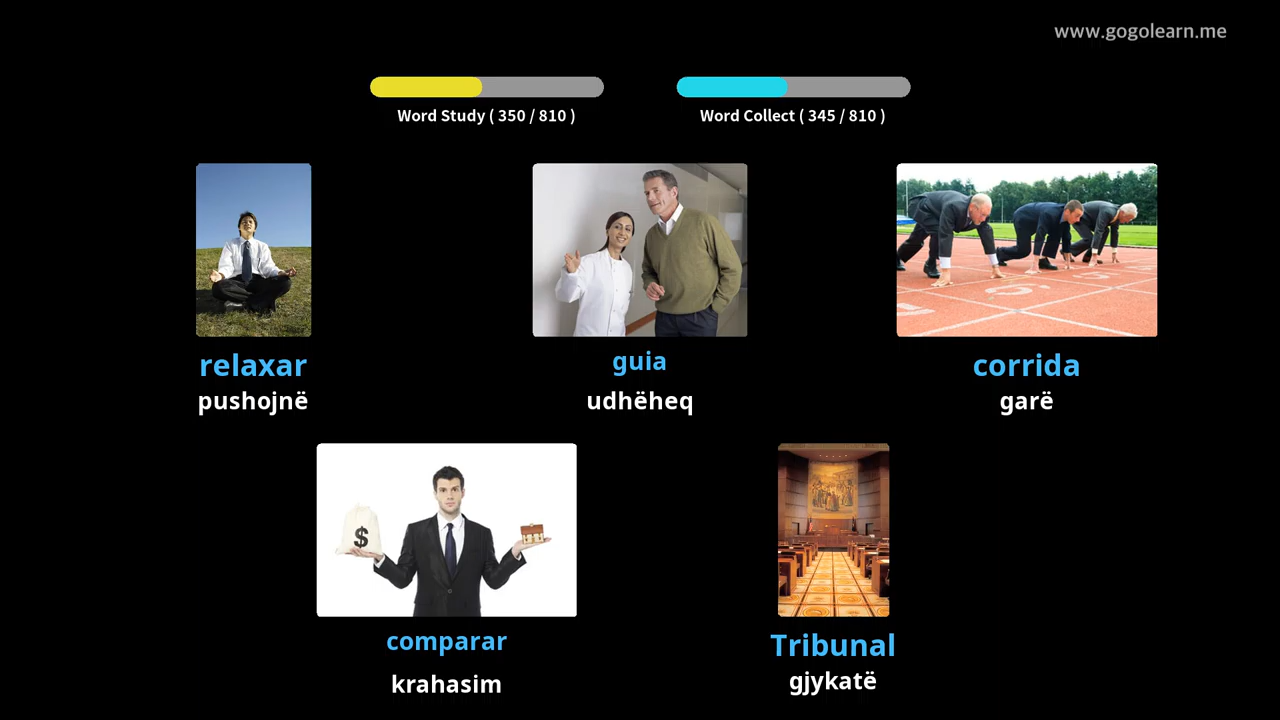 www.gogolearn.me
Word Study ( 350 / 810 )
Word Collect ( 345 / 810 )
relaxar
pushojnë
guia
udhëheq
corrida
garë
$
comparar
krahasim
Tribunal
gjykatë